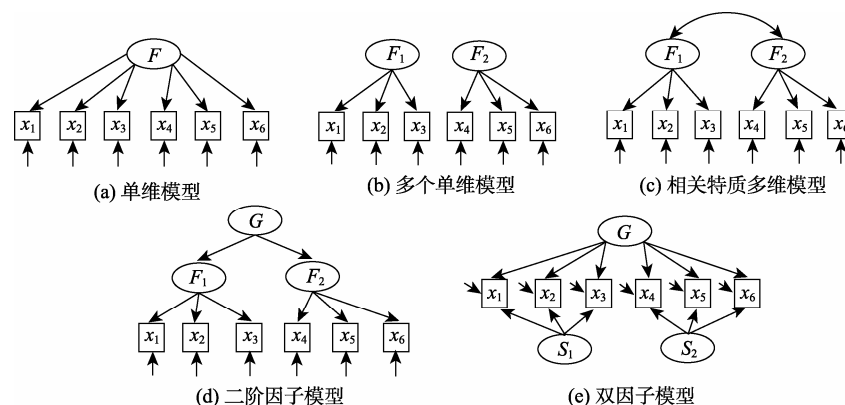 F
x1 x2 x3 x4 x5 x6
(a) 单维模型
F1 F2
x1 x2 x3 x4 x5 x6
(b) 多个单维模型
F1 F2
x1 x2 x3 x4 x5 x6
(c) 相关特质多维模型
G
F1 F2
x1 x2 x3 x4 x5 x6
(d) 二阶因子模型
G
x1 x2 x3 x4 x5 x6
S1 S2
(e) 双因子模型